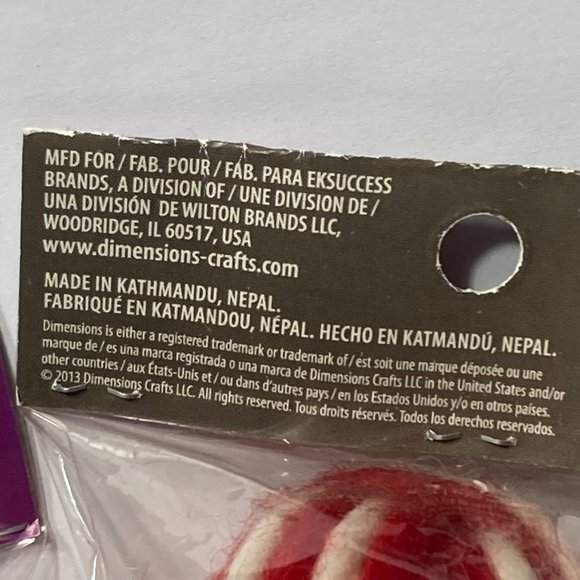 MFD FOR / FAB. POUR / FÁB. PARA EKSUCCESS
BRANDS, A DIVISION OF / UNE DIVISION DE /
UNA DIVISIÓN DE WILTON BRANDS LLC,
WOODRIDGE, IL 60517, USA
www.dimensions-crafts.com
MADE IN KATHMANDU, NEPAL.
FABRIQUÉ EN KATMANDOU, NÉPAL. HECHO EN KATMANDÚ, NEPAL.
Dimensions is either a registered trademark or trademark of / est soit une marque déposée ou une
marque de / es una marca registrada o una marca de Dimensions Crafts LLC in the United States and/or
other countries / aux États-Unis et / ou dans d'autres pays / en los Estados Unidos y/o en otros países.
© 2013 Dimensions Crafts LLC. All rights reserved. Tous droits réservés. Todos los derechos reservados.